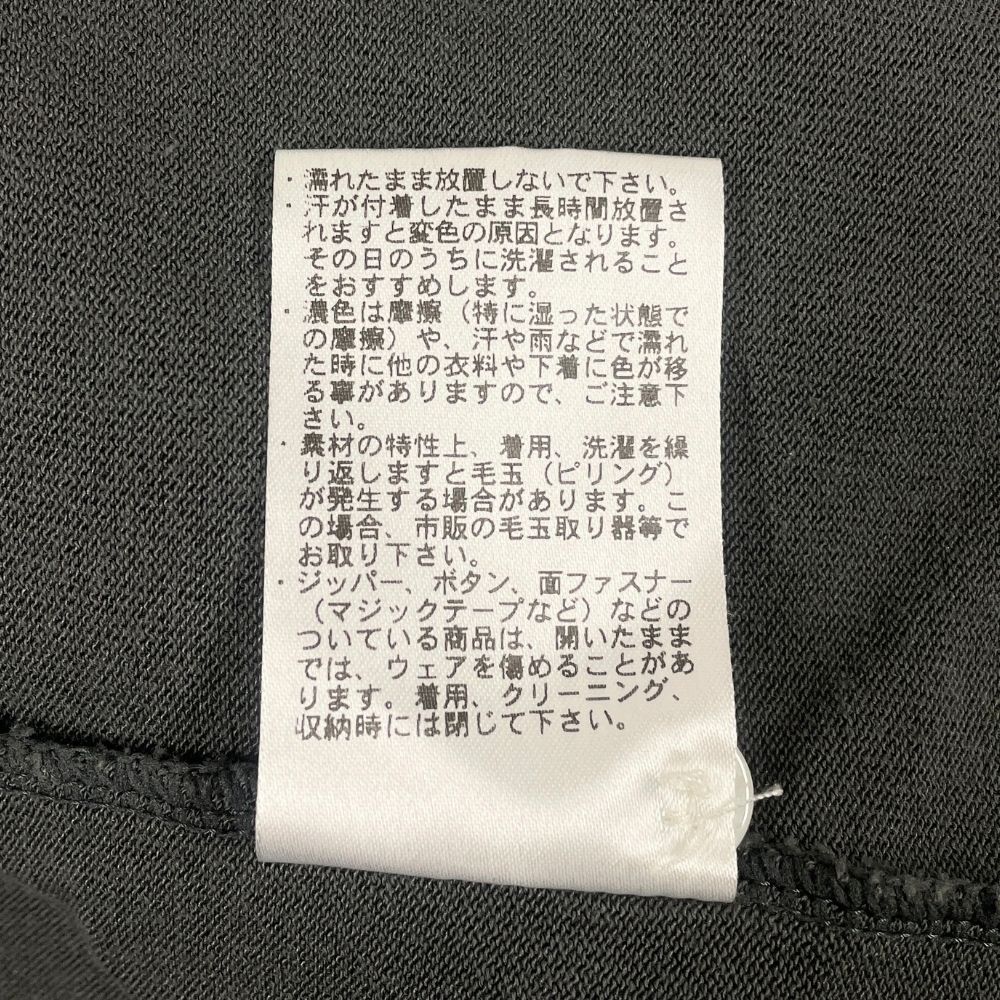 ・濡れたまま放置しないで下さい。
・汗が付着したまま長時間放置さ
れますと変色の原因となります。
その日のうちに洗濯されること
をおすすめします。
・濃色は摩擦（特に湿った状態で
の摩擦）や、汗や雨などで濡れ
た時に他の衣料や下着に色が移
る事がありますので、ご注意下
さい。
・素材の特性上、着用、洗濯を繰
り返しますと毛玉（ピリング）
が発生する場合があります。こ
の場合、市販の毛玉取り器等で
お取り下さい。
・ジッパー、ボタン、面ファスナー
（マジックテープなど）などの
ついている商品は、開いたまま
では、ウェアを傷めることがあ
ります。着用、クリーニング、
収納時には閉じて下さい。